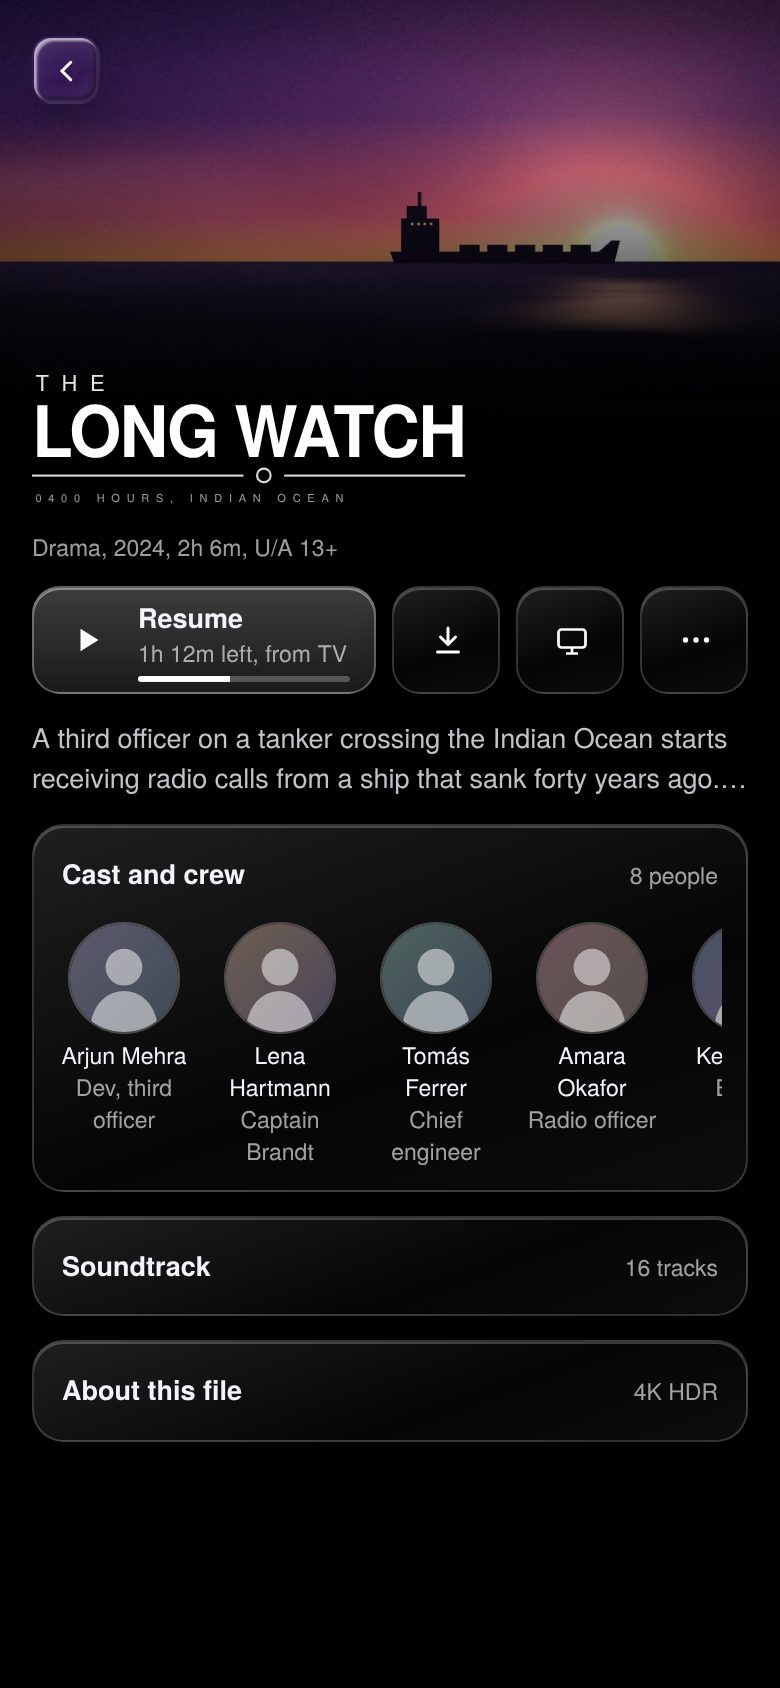 THE
LONG WATCH
0400 HOURS, INDIAN OCEAN
Drama, 2024, 2h 6m, U/A 13+
Resume
1h 12m left, from TV
A third officer on a tanker crossing the Indian Ocean starts
receiving radio calls from a ship that sank forty years ago.…
Cast and crew
8 people
Arjun Mehra
Dev, third
officer
Lena
Hartmann
Captain
Brandt
Tomás
Ferrer
Chief
engineer
Amara
Okafor
Radio officer
Ke
Soundtrack
16 tracks
About this file
4K HDR